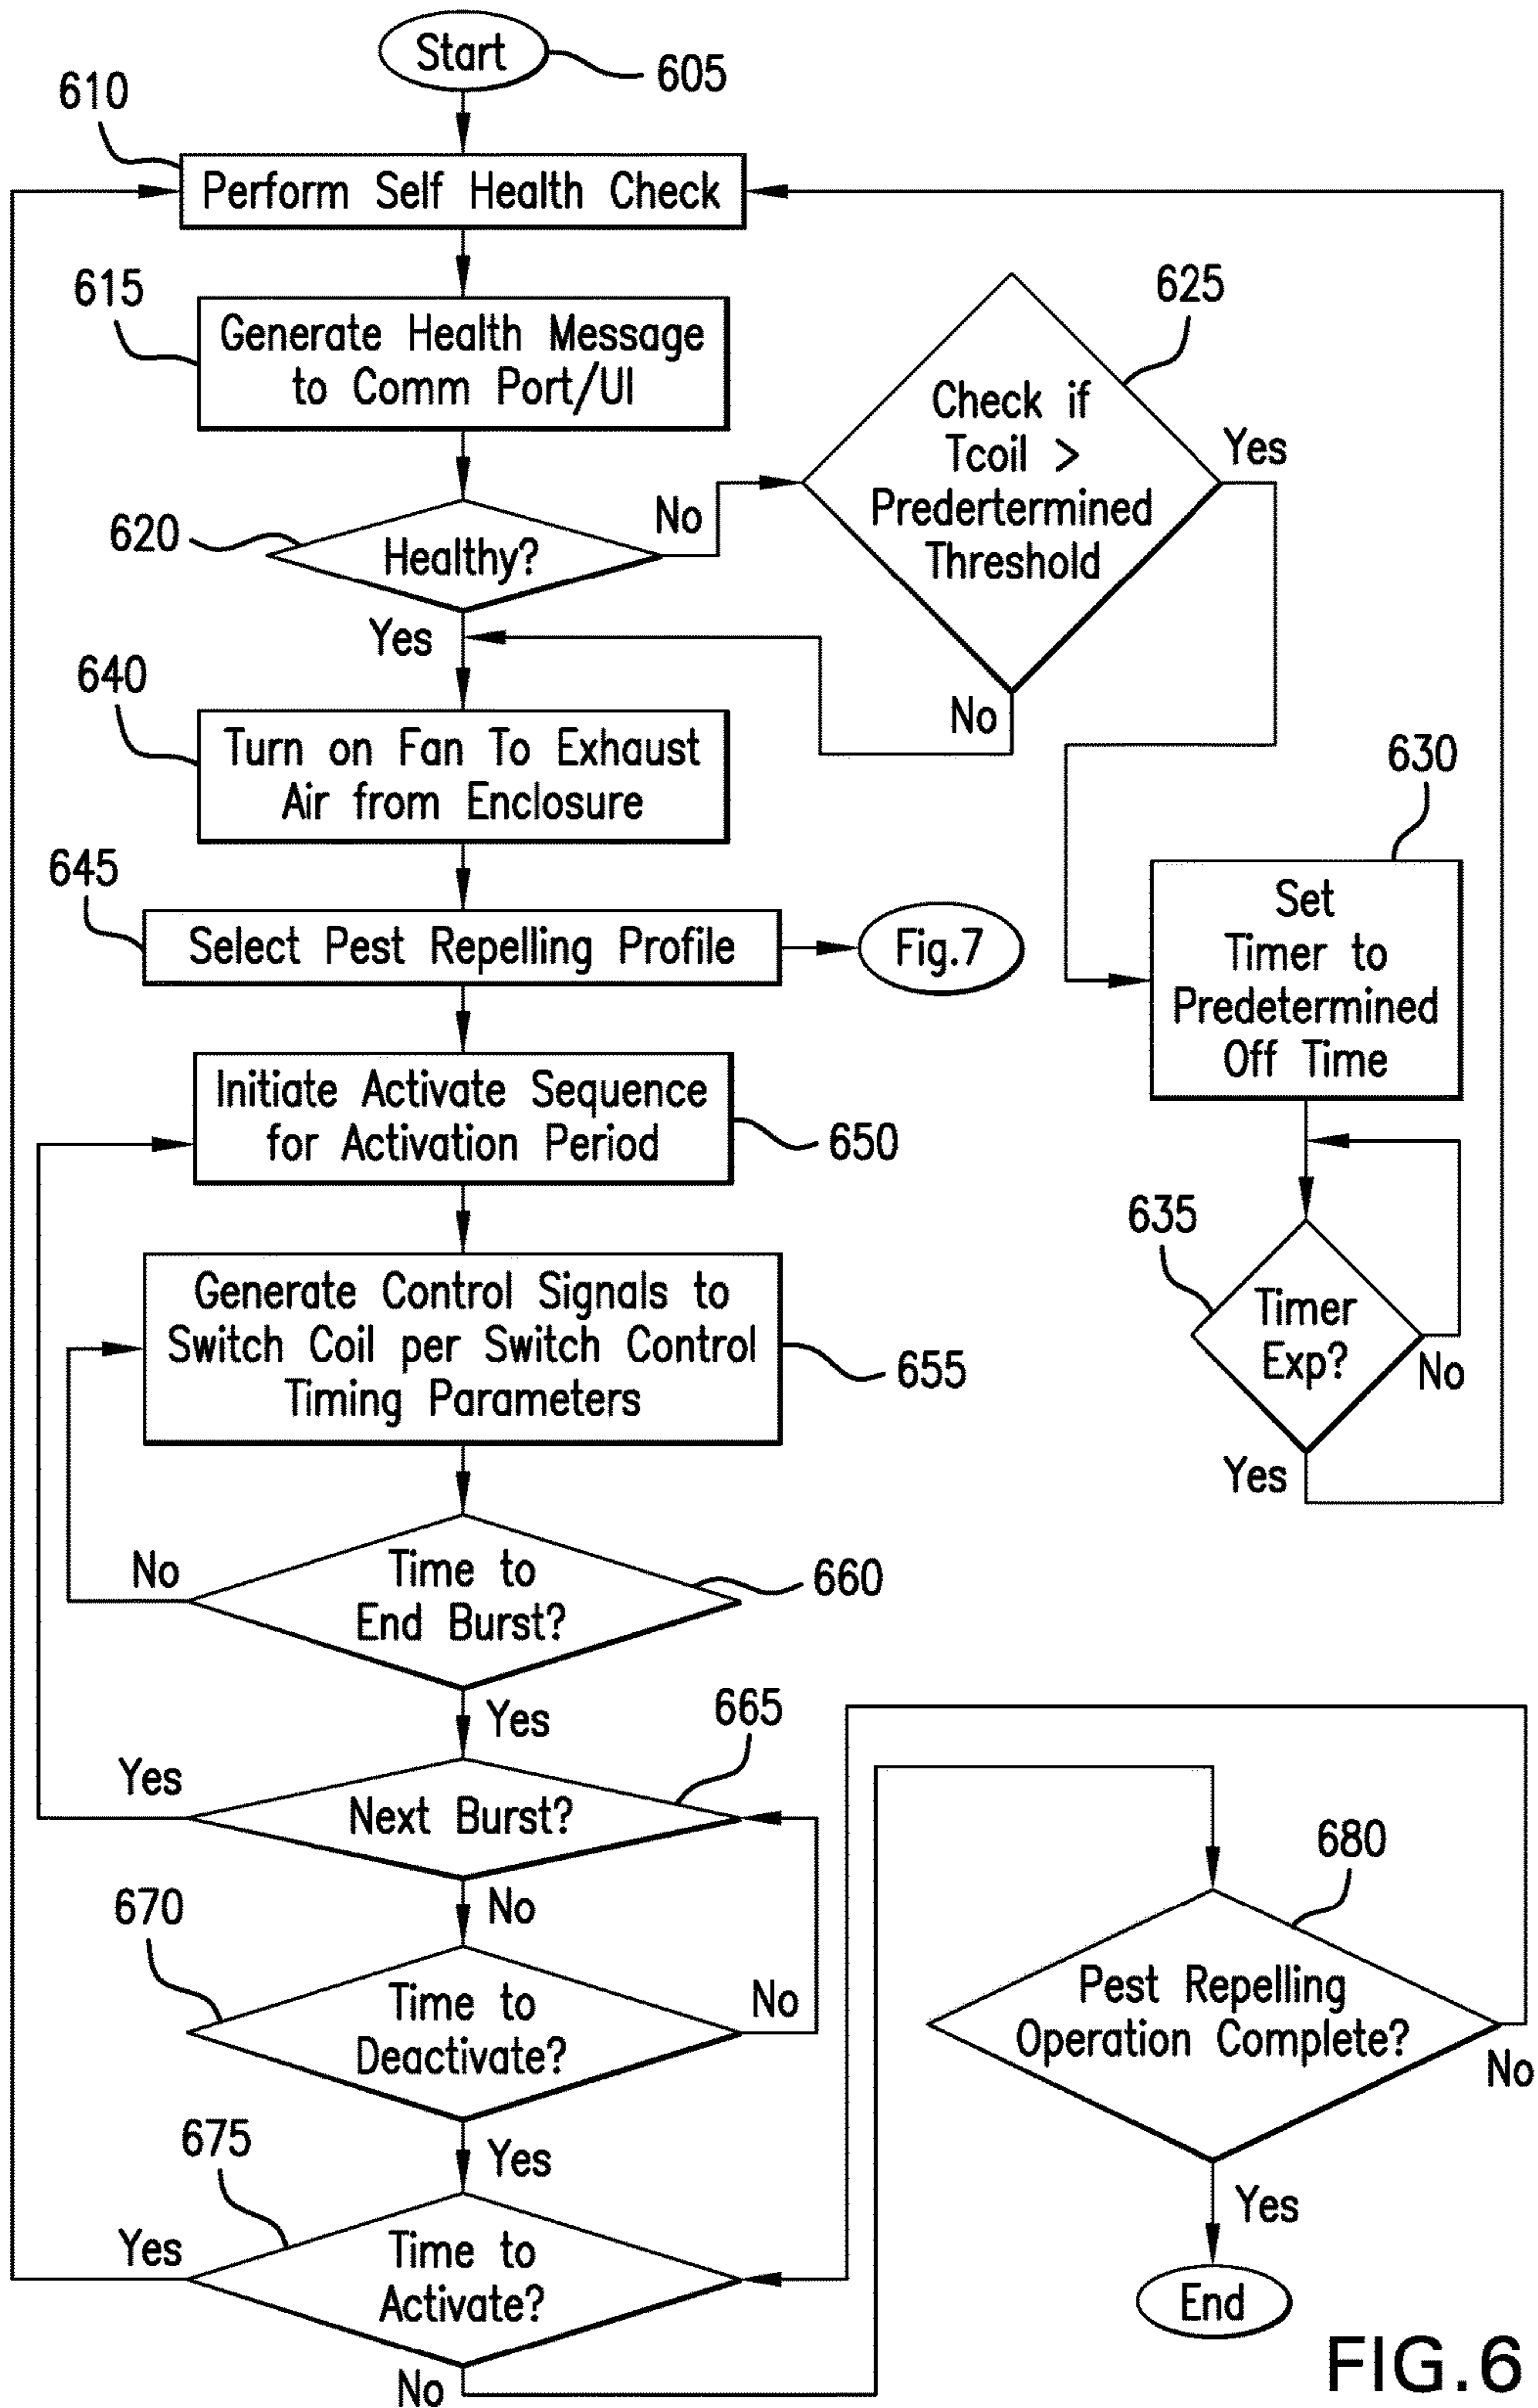 Start
605
610
Perform Self Health Check
615
Generate Health Message
to Comm Port/UI
625
Check if
Tcoil >
Predertermined
Threshold
Yes
620
Healthy?
No
Yes
No
640
Turn on Fan To Exhaust
Air from Enclosure
630
Set
Timer to
Predetermined
Off Time
645
Select Pest Repelling Profile
Fig.7
Initiate Activate Sequence
for Activation Period
650
635
Timer
Exp?
No
Yes
Generate Control Signals to
Switch Coil per Switch Control
Timing Parameters
655
No
Time to
End Burst?
660
Yes
665
Yes
Next Burst?
No
670
Time to
Deactivate?
No
680
Pest Repelling
Operation Complete?
No
Yes
675
Yes
Time to
Activate?
No
Yes
End
FIG.6